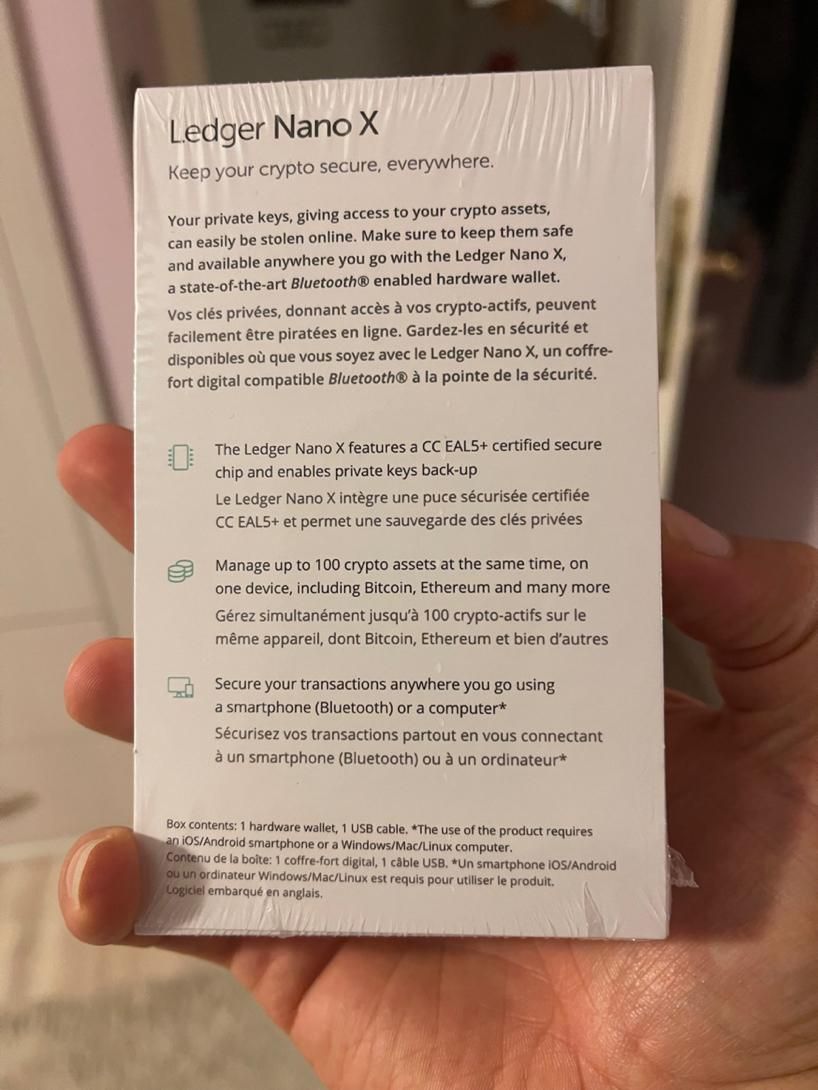 Ledger Nano X
Keep your crypto secure, everywhere.
Your private keys, giving access to your crypto assets,
can easily be stolen online. Make sure to keep them safe
and available anywhere you go with the Ledger Nano X,
a state-of-the-art Bluetooth® enabled hardware wallet.
Vos clés privées, donnant accès à vos crypto-actifs, peuvent
facilement être piratées en ligne. Gardez-les en sécurité et
disponibles où que vous soyez avec le Ledger Nano X, un coffre-
fort digital compatible Bluetooth® à la pointe de la sécurité.
The Ledger Nano X features a CC EAL5+ certified secure
chip and enables private keys back-up
Le Ledger Nano X intègre une puce sécurisée certifiée
CC EAL5+ et permet une sauvegarde des clés privées
Manage up to 100 crypto assets at the same time, on
one device, including Bitcoin, Ethereum and many more
Gérez simultanément jusqu'à 100 crypto-actifs sur le
même appareil, dont Bitcoin, Ethereum et bien d'autres
Secure your transactions anywhere you go using
a smartphone (Bluetooth) or a computer*
Sécurisez vos transactions partout en vous connectant
à un smartphone (Bluetooth) ou à un ordinateur*
Box contents: 1 hardware wallet, 1 USB cable. *The use of the product requires
an iOS/Android smartphone or a Windows/Mac/Linux computer.
Contenu de la boîte: 1 coffre-fort digital, 1 câble USB. *Un smartphone iOS/Android
ou un ordinateur Windows/Mac/Linux est requis pour utiliser le produit.
Logiciel embarqué en anglais.